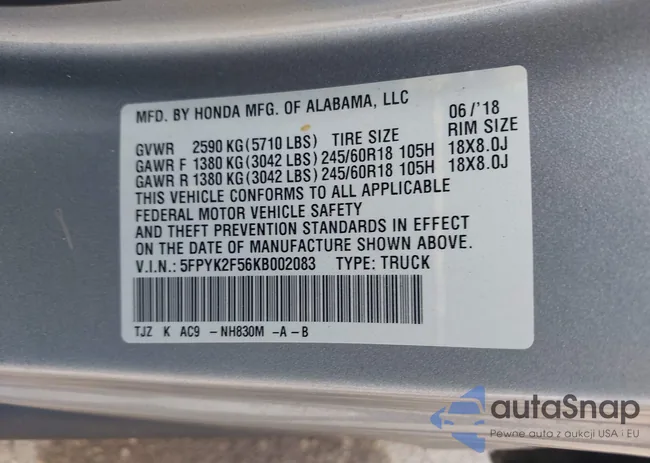 MFD. BY HONDA MFG. OF ALABAMA, LLC 06/'18
GVWR 2590 KG(5710 LBS) TIRE SIZE RIM SIZE
GAWR F 1380 KG(3042 LBS) 245/60R18 105H 18X8.0J
GAWR R 1380 KG(3042 LBS) 245/60R18 105H 18X8.0J
THIS VEHICLE CONFORMS TO ALL APPLICABLE
FEDERAL MOTOR VEHICLE SAFETY
AND THEFT PREVENTION STANDARDS IN EFFECT
ON THE DATE OF MANUFACTURE SHOWN ABOVE.
V.I.N.: 5FPYK2F56KB002083 TYPE: TRUCK
TJZ K AC9 -NH830M -A-B
autaSnap
Pewne auto z aukcji USA i EU